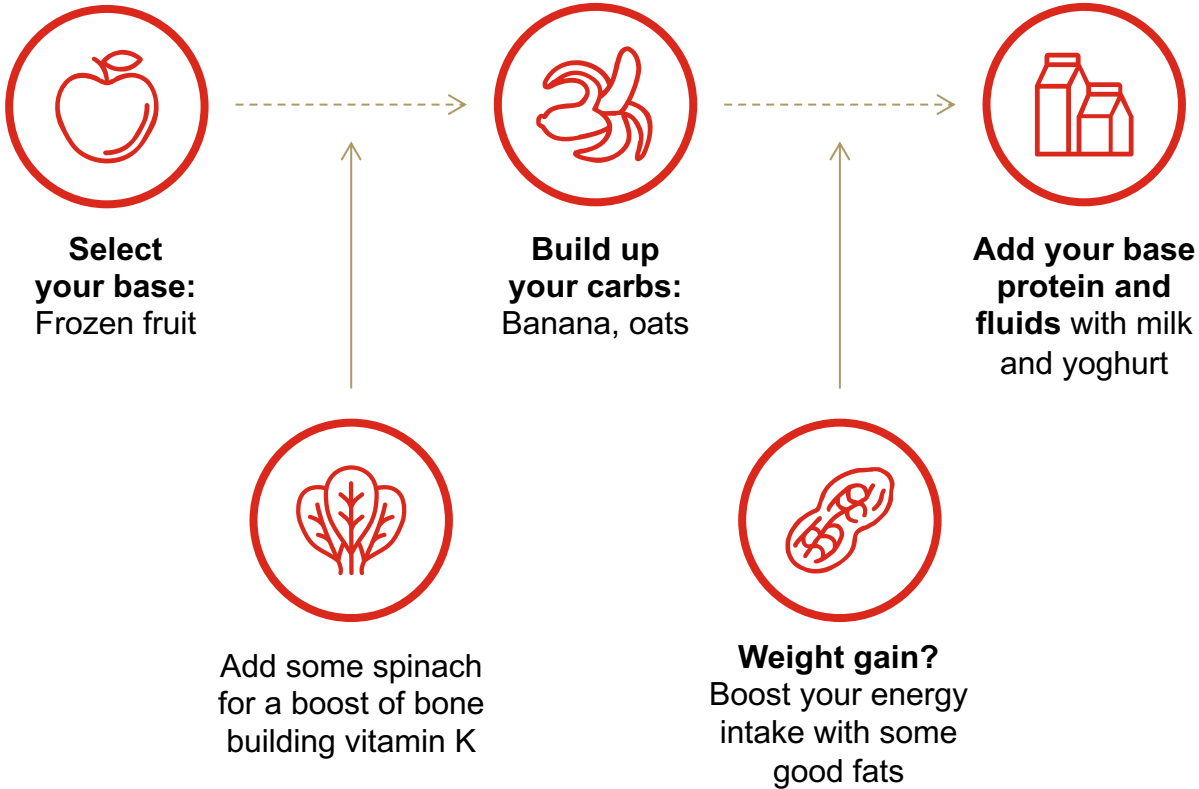 Select
your base:
Frozen fruit
Build up
your carbs:
Banana, oats
Add your base
protein and
fluids with milk
and yoghurt
Add some spinach
for a boost of bone
building vitamin K
Weight gain?
Boost your energy
intake with some
good fats